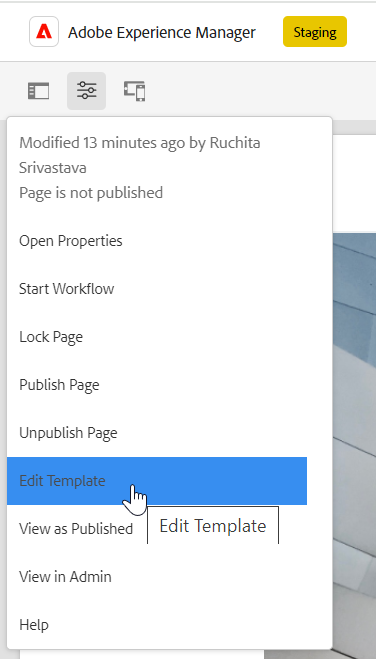 Adobe Experience Manager
Staging
Modified 13 minutes ago by Ruchita
Srivastava
Page is not published
Open Properties
Start Workflow
Lock Page
Publish Page
Unpublish Page
Edit Template
View as Published
Edit Template
View in Admin
Help